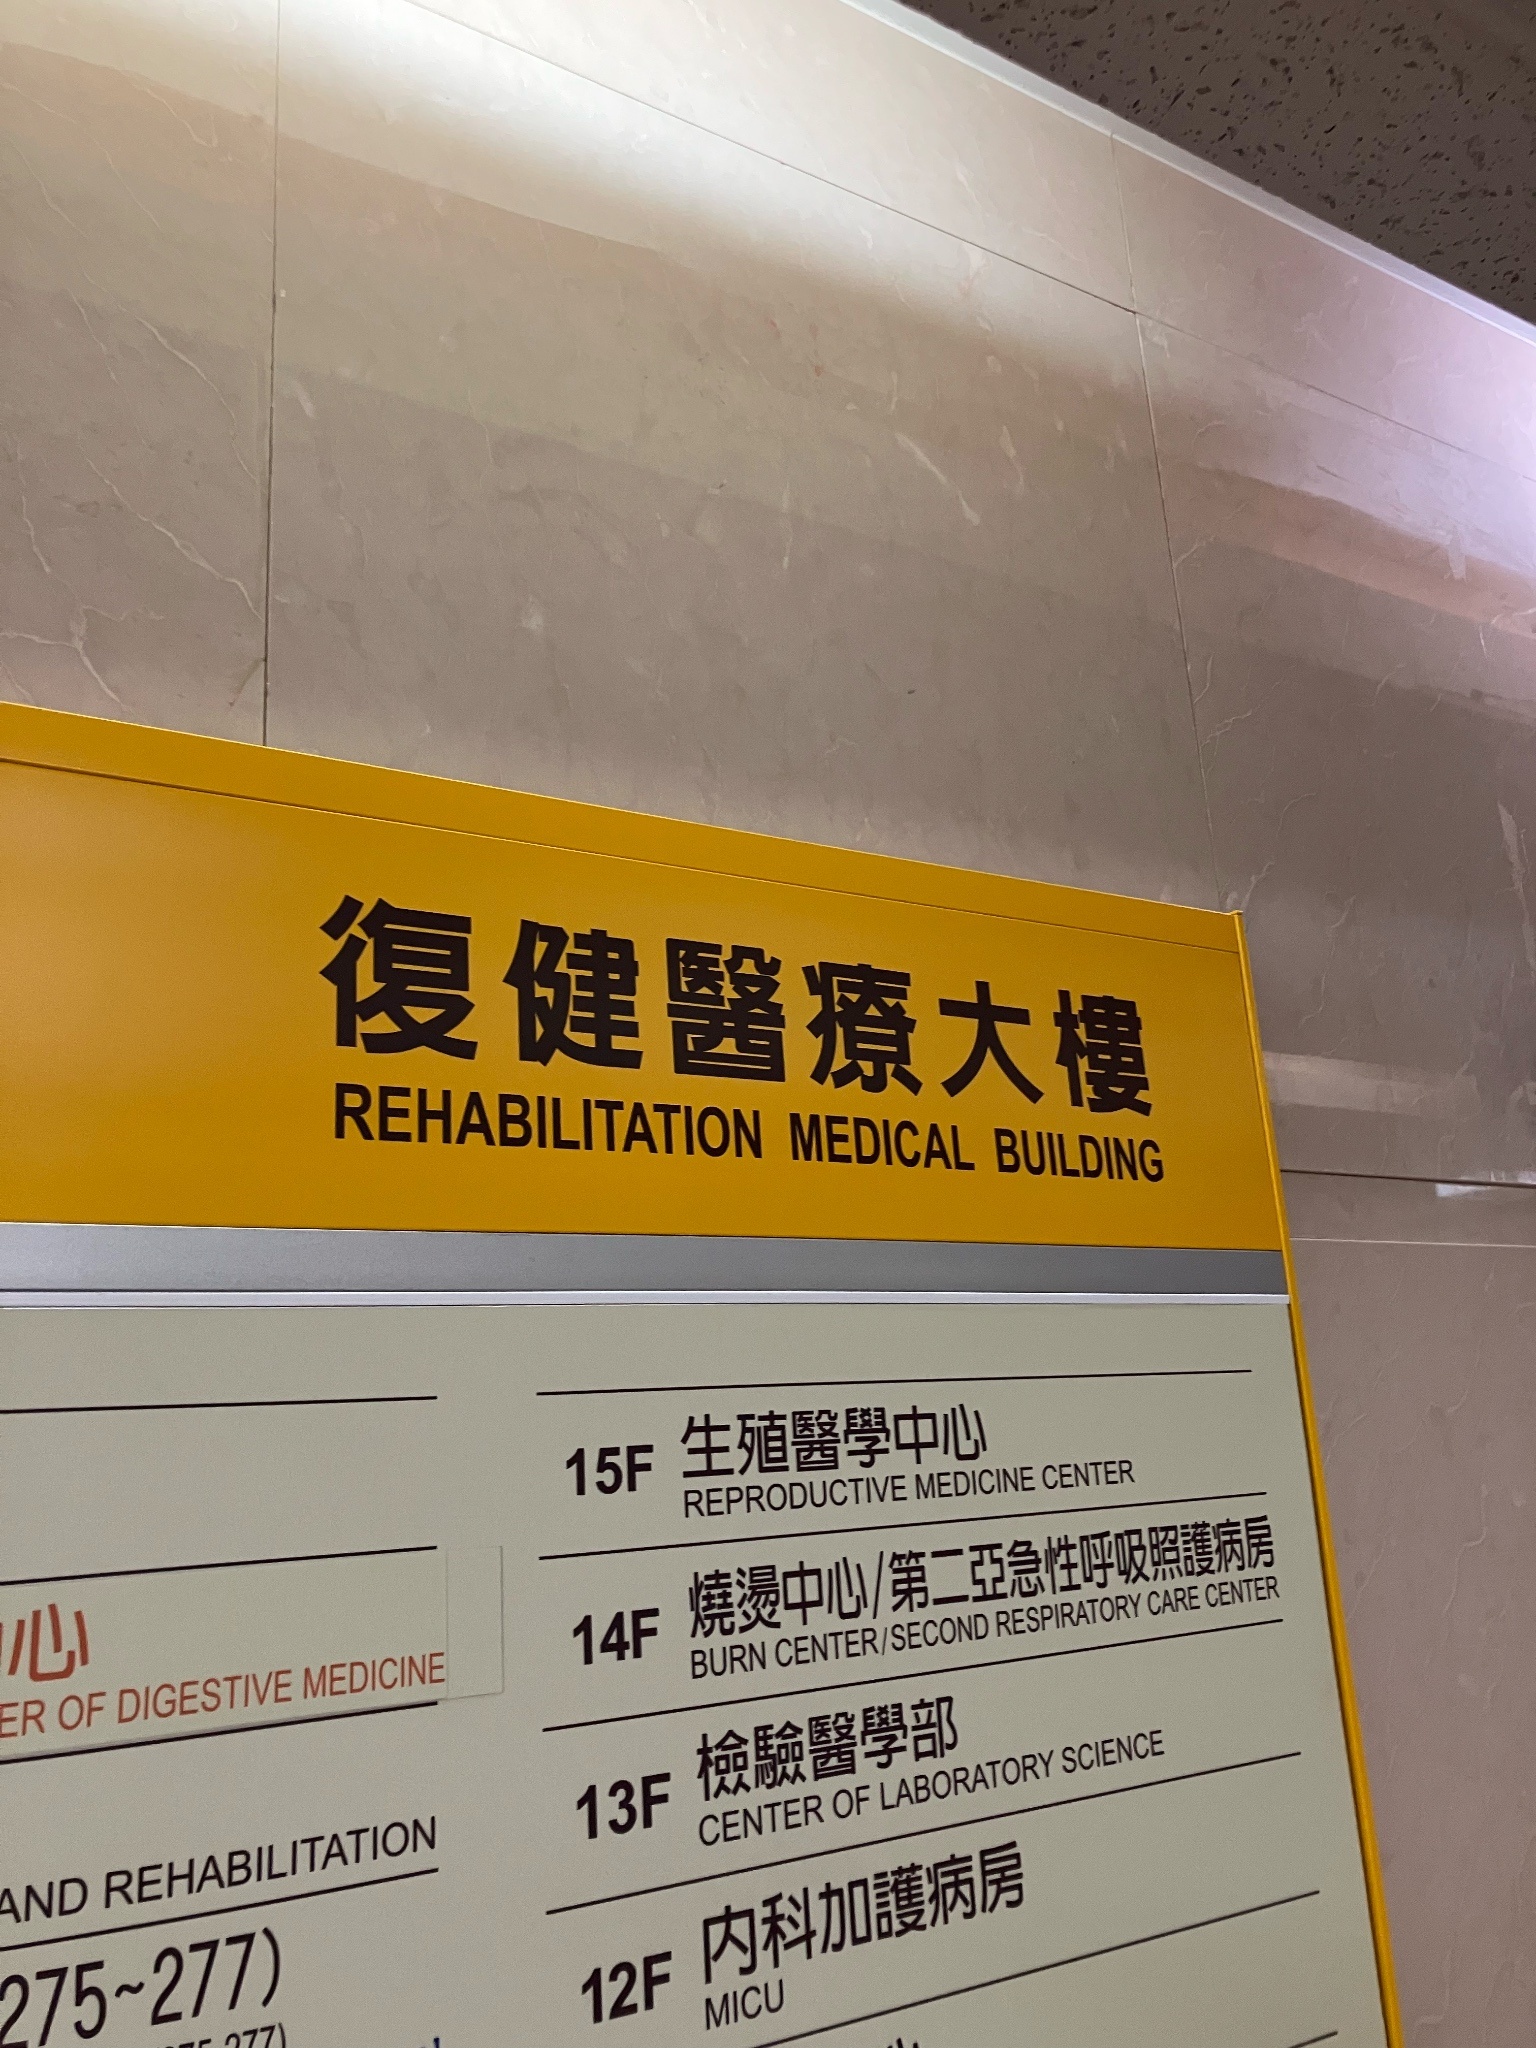 復健醫療大樓
REHABILITATION MEDICAL BUILDING
15F 生殖醫學中心
REPRODUCTIVE MEDICINE CENTER
14F 燒燙中心/第二亞急性呼吸照護病房
BURN CENTER/SECOND RESPIRATORY CARE CENTER
13F 檢驗醫學部
CENTER OF LABORATORY SCIENCE
12F 內科加護病房
MICU
心
OF DIGESTIVE MEDICINE
AND REHABILITATION
275~277)